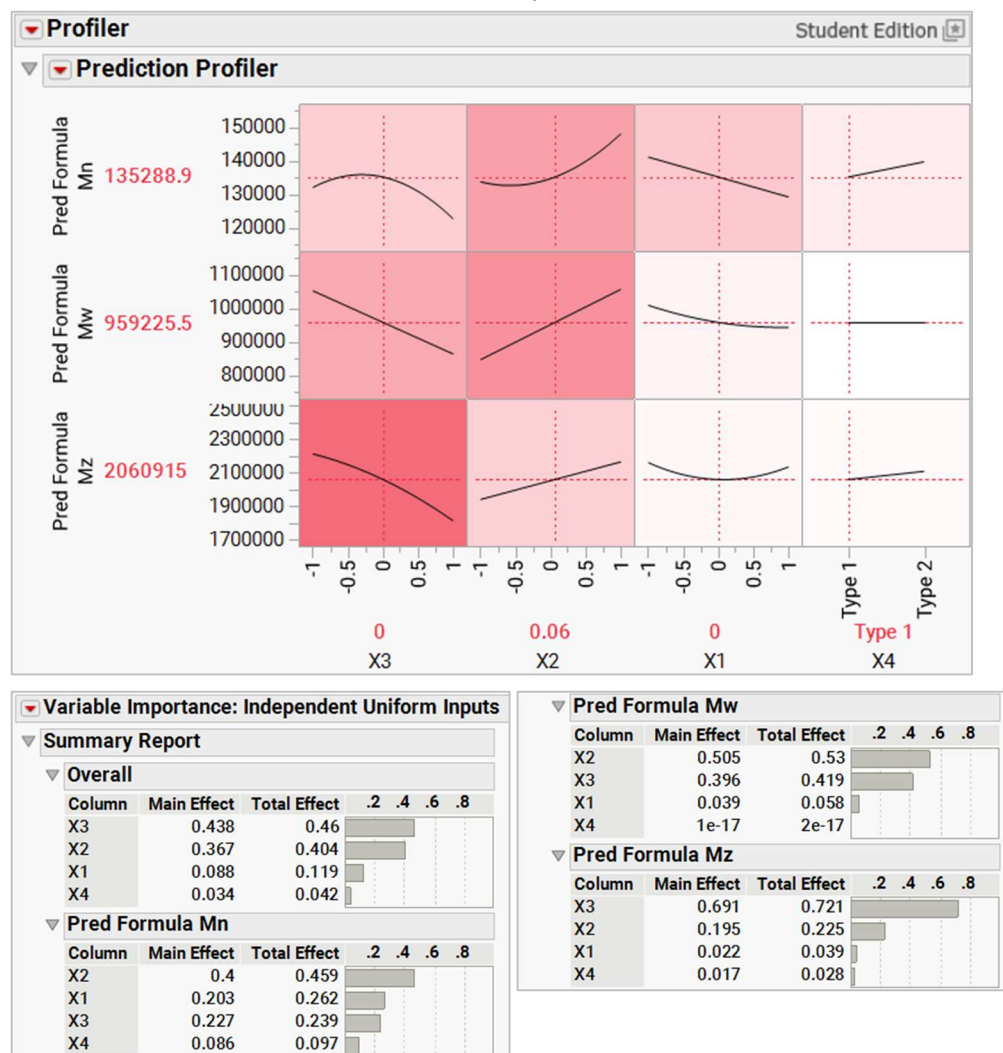 Profiler Student Edition
Prediction Profiler
Pred Formula Mn 135288.9
150000
140000
130000
120000
Pred Formula Mw 959225.5
1100000
1000000
900000
800000
Pred Formula Mz 2060915
2500000
2300000
2100000
1900000
1700000
-1 -0.5 0 0.5 1 -1 -0.5 0 0.5 1 -1 -0.5 0 0.5 1 Type 1 Type 2
0 0.06 0 Type 1
X3 X2 X1 X4
Variable Importance: Independent Uniform Inputs
Summary Report
Overall
Column Main Effect Total Effect .2 .4 .6 .8
X3 0.438 0.46
X2 0.367 0.404
X1 0.088 0.119
X4 0.034 0.042
Pred Formula Mn
Column Main Effect Total Effect .2 .4 .6 .8
X2 0.4 0.459
X1 0.203 0.262
X3 0.227 0.239
X4 0.086 0.097
Pred Formula Mw
Column Main Effect Total Effect .2 .4 .6 .8
X2 0.505 0.53
X3 0.396 0.419
X1 0.039 0.058
X4 1e-17 2e-17
Pred Formula Mz
Column Main Effect Total Effect .2 .4 .6 .8
X3 0.691 0.721
X2 0.195 0.225
X1 0.022 0.039
X4 0.017 0.028